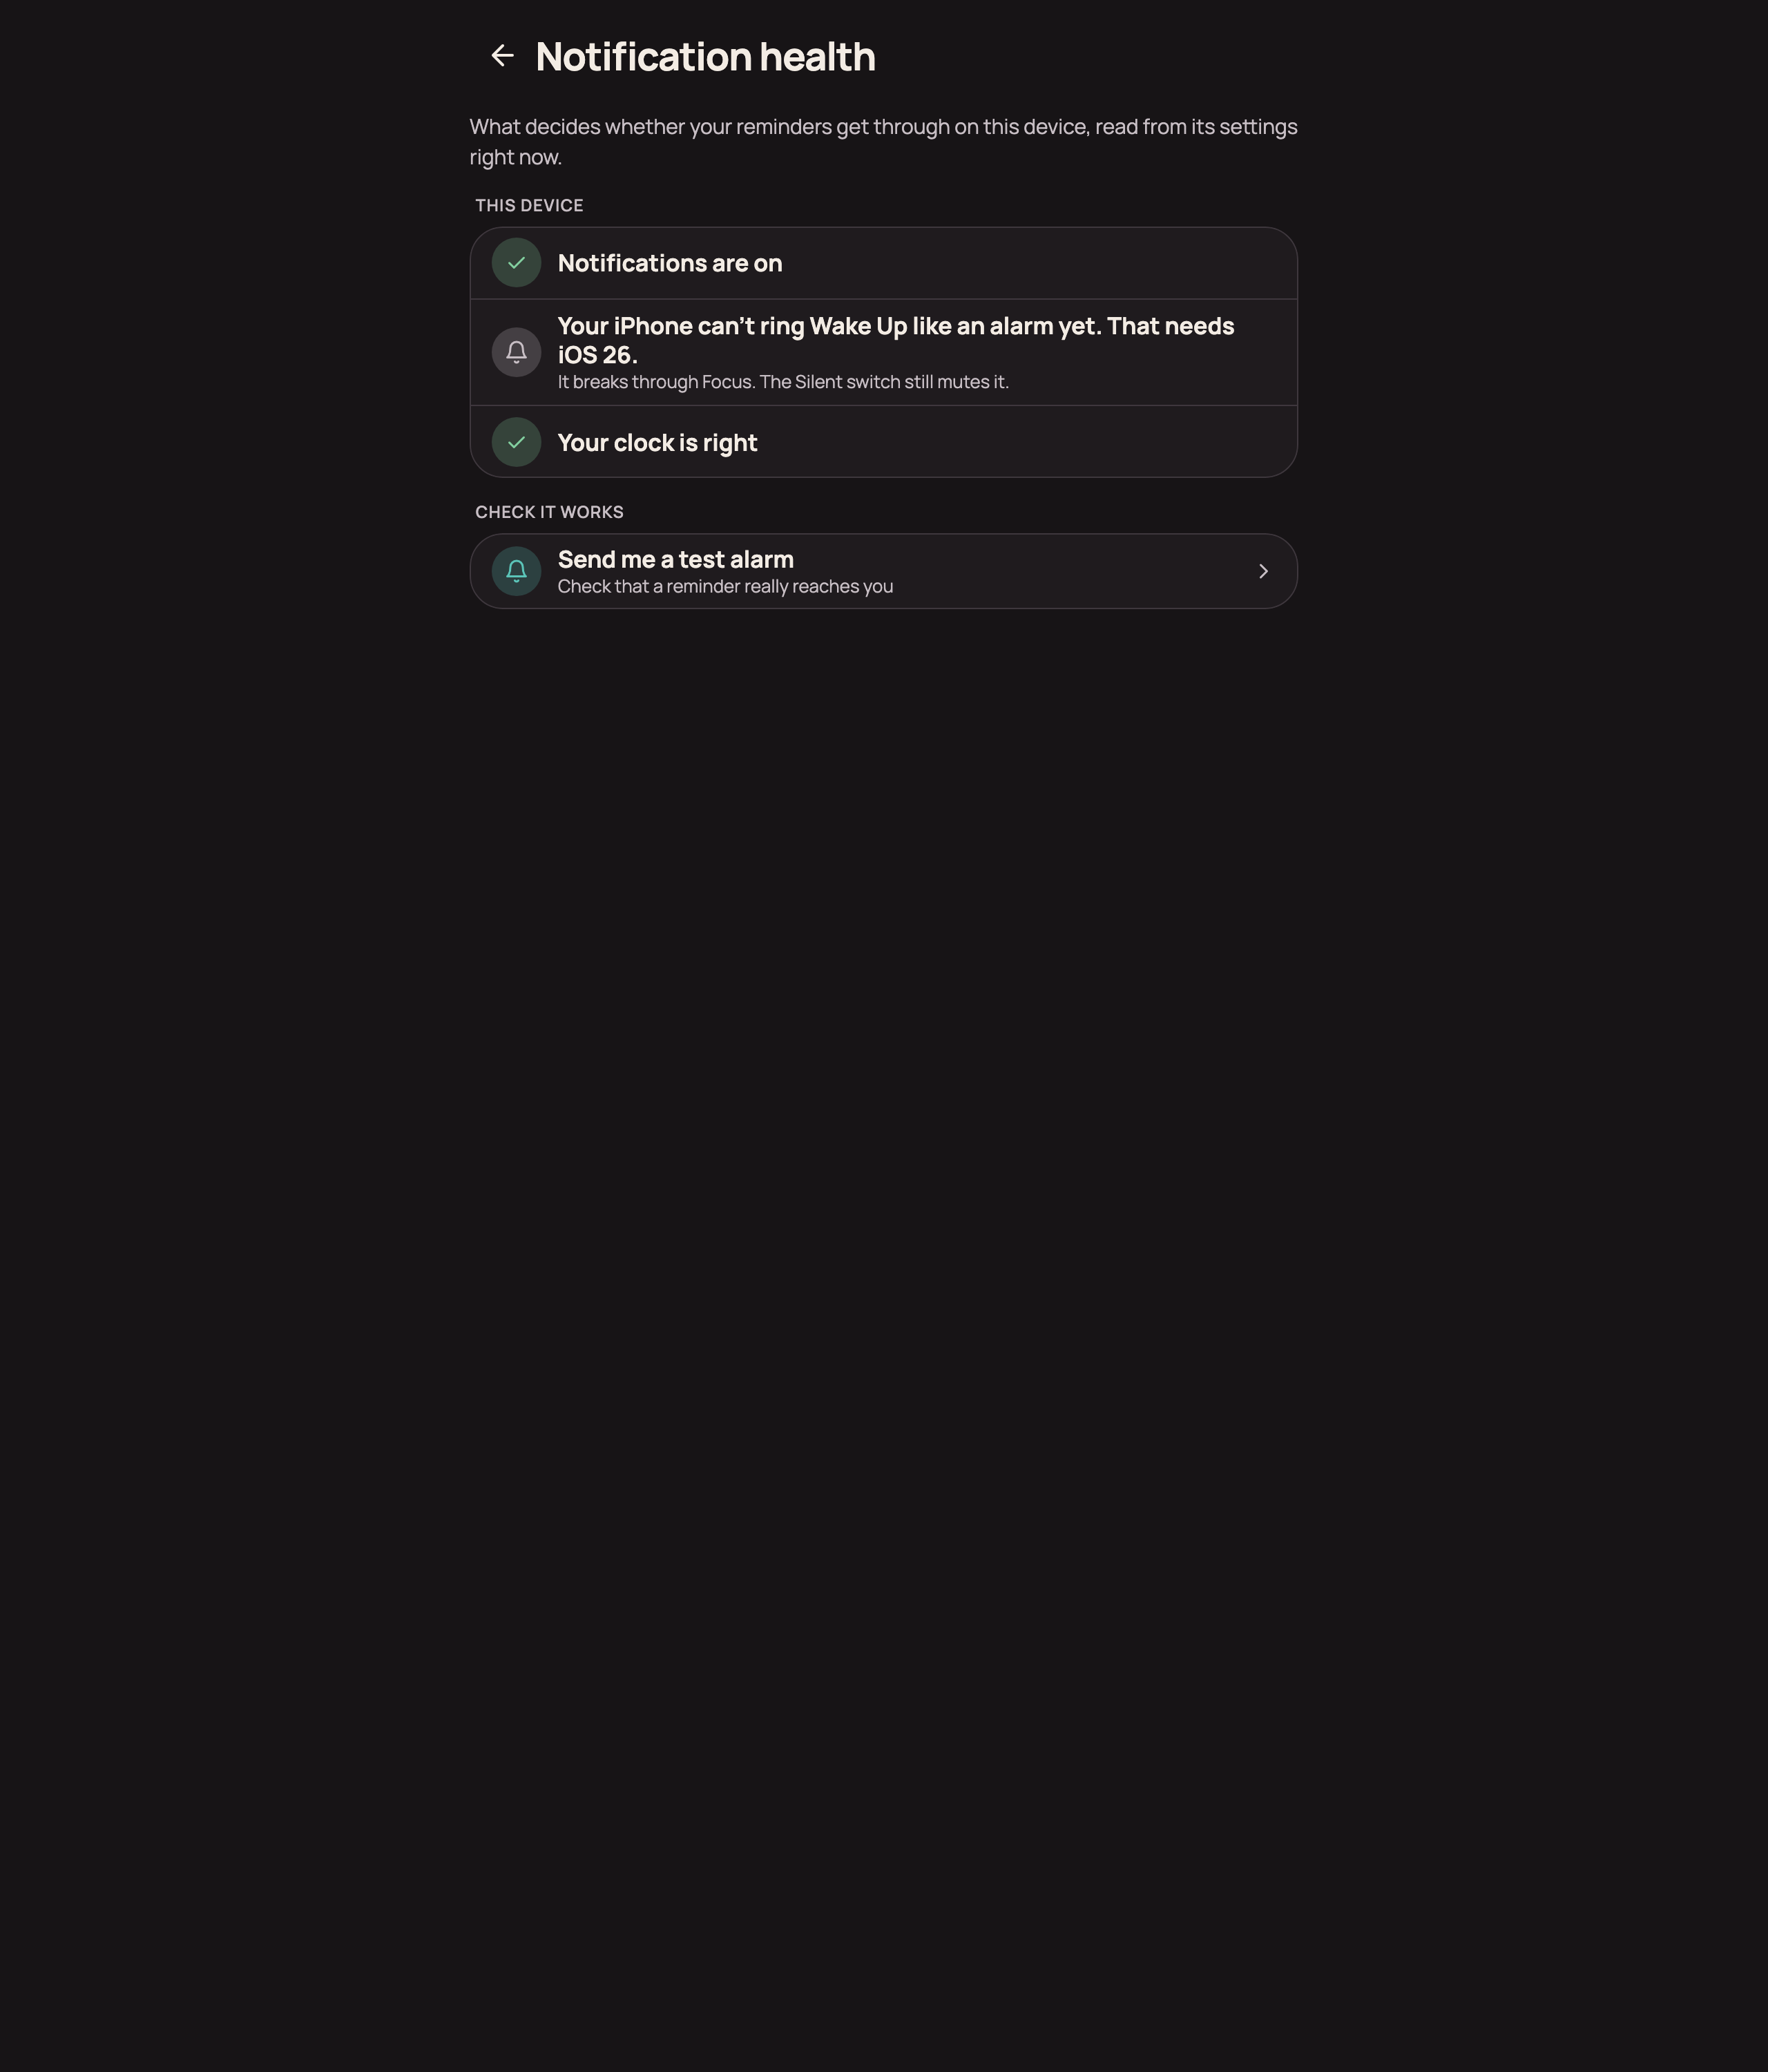 Notification health
What decides whether your reminders get through on this device, read from its settings
right now.
THIS DEVICE
Notifications are on
Your iPhone can’t ring Wake Up like an alarm yet. That needs
iOS 26.
It breaks through Focus. The Silent switch still mutes it.
Your clock is right
CHECK IT WORKS
Send me a test alarm
Check that a reminder really reaches you